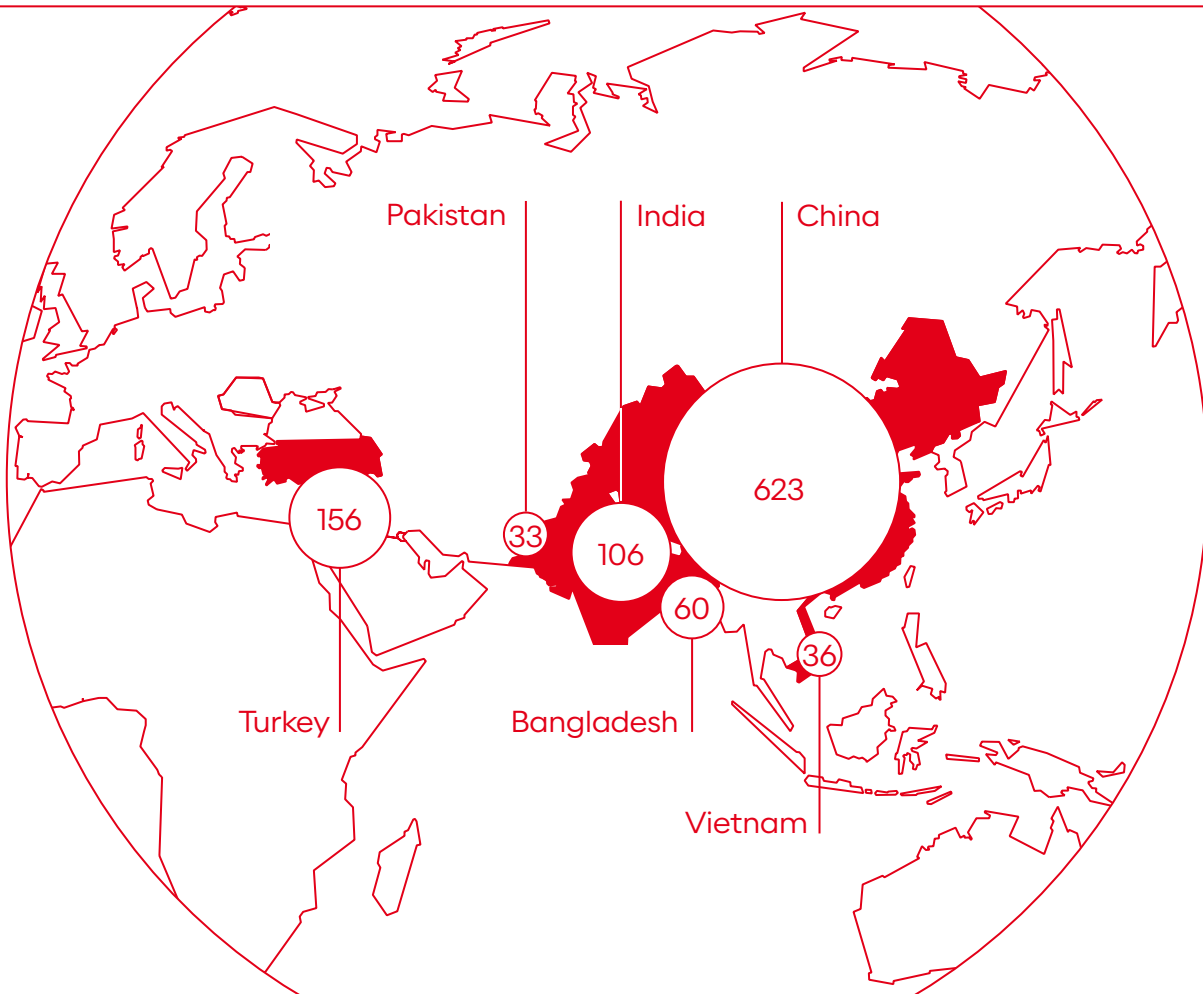 Pakistan
India
China
623
156
33
106
60
36
Turkey
Bangladesh
Vietnam